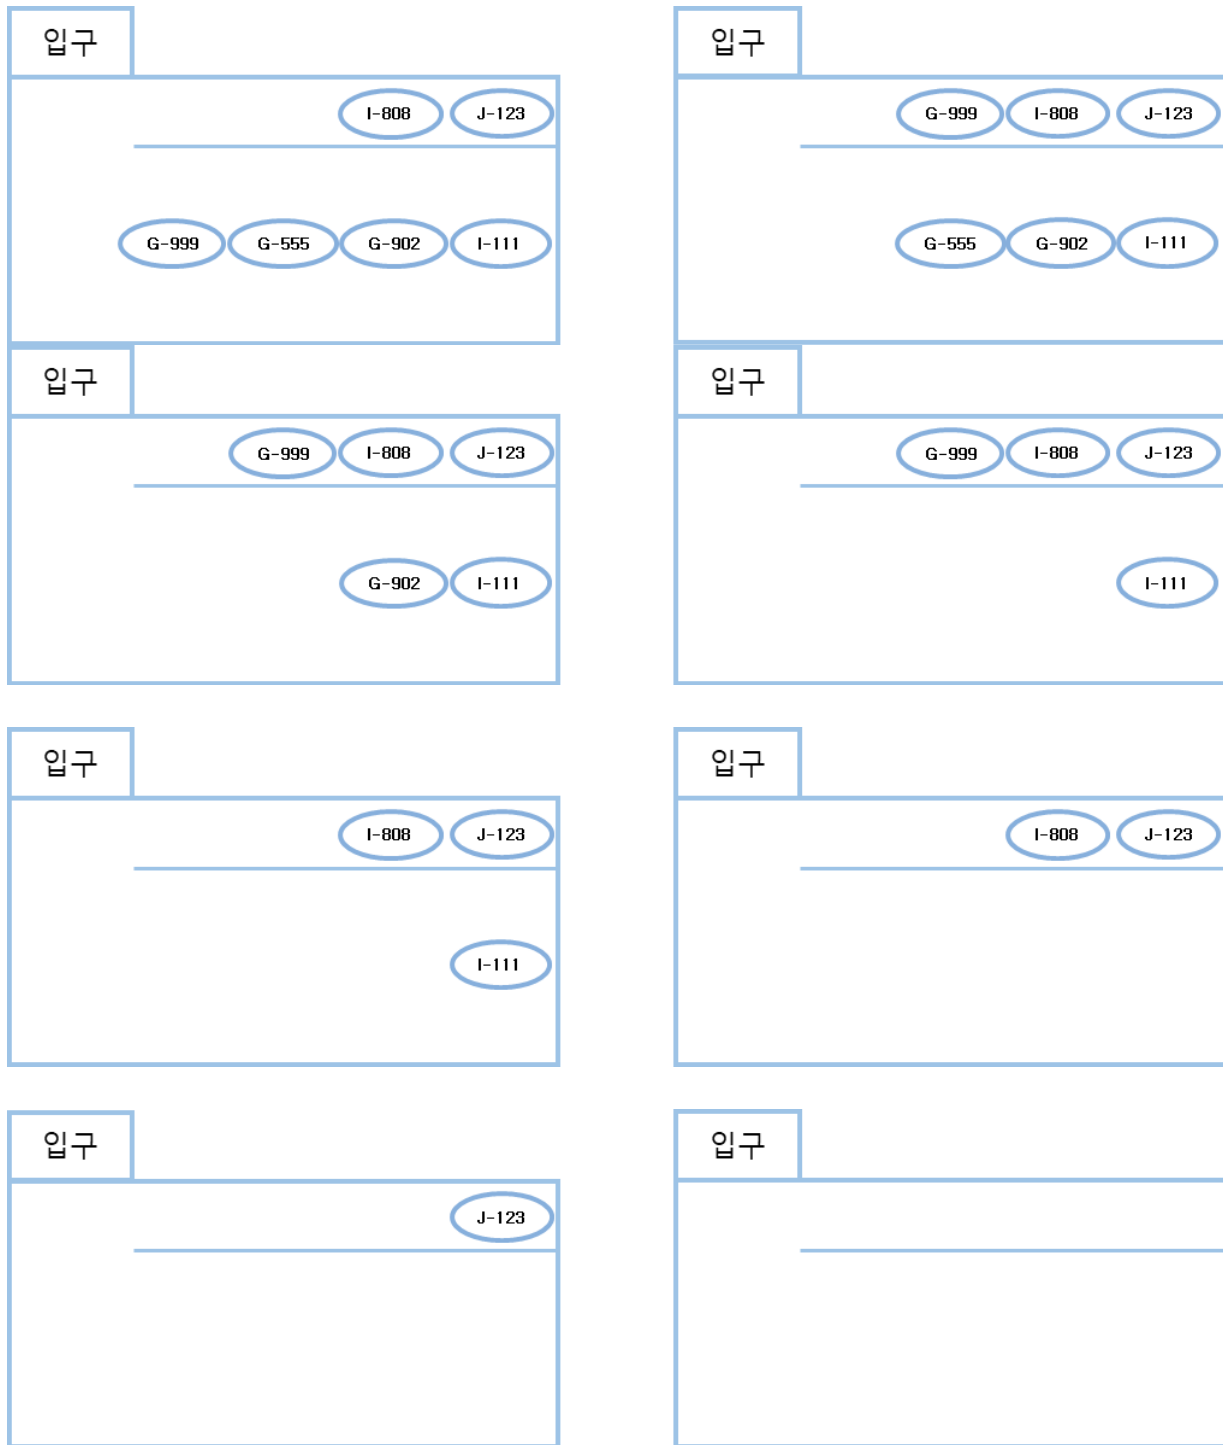 입구 입구
I-808 J-123 G-999 I-808 J-123
G-999 G-555 G-902 I-111 G-555 G-902 I-111
입구 입구
G-999 I-808 J-123 G-999 I-808 J-123
G-902 I-111 I-111
입구 입구
I-808 J-123 I-808 J-123
I-111
입구 입구
J-123